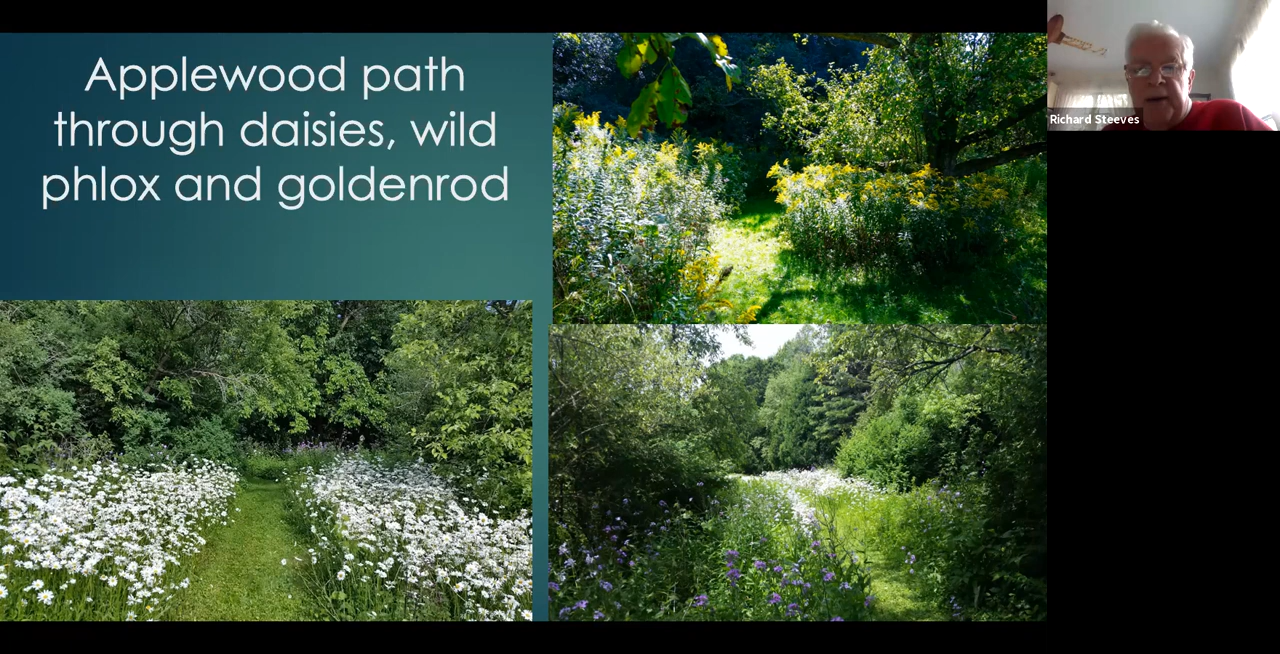 Applewood path
through daisies, wild
phlox and goldenrod
Richard Steeves